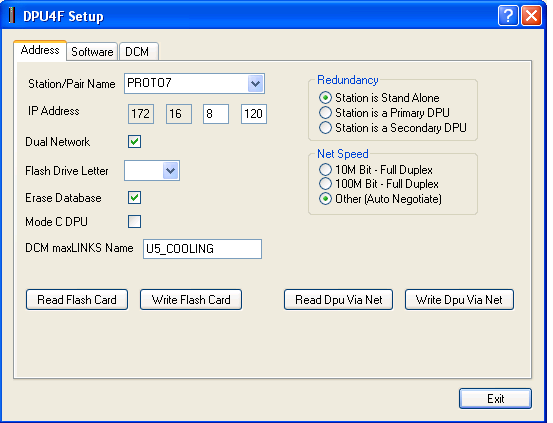 DPU4F Setup
Address Software DCM
Station/Pair Name PROTO7
IP Address 172 16 8 120
Dual Network
Flash Drive Letter
Erase Database
Mode C DPU
DCM maxLINKS Name U5_COOLING
Redundancy
Station is Stand Alone
Station is a Primary DPU
Station is a Secondary DPU
Net Speed
10M Bit - Full Duplex
100M Bit - Full Duplex
Other (Auto Negotiate)
Read Flash Card Write Flash Card Read Dpu Via Net Write Dpu Via Net
Exit